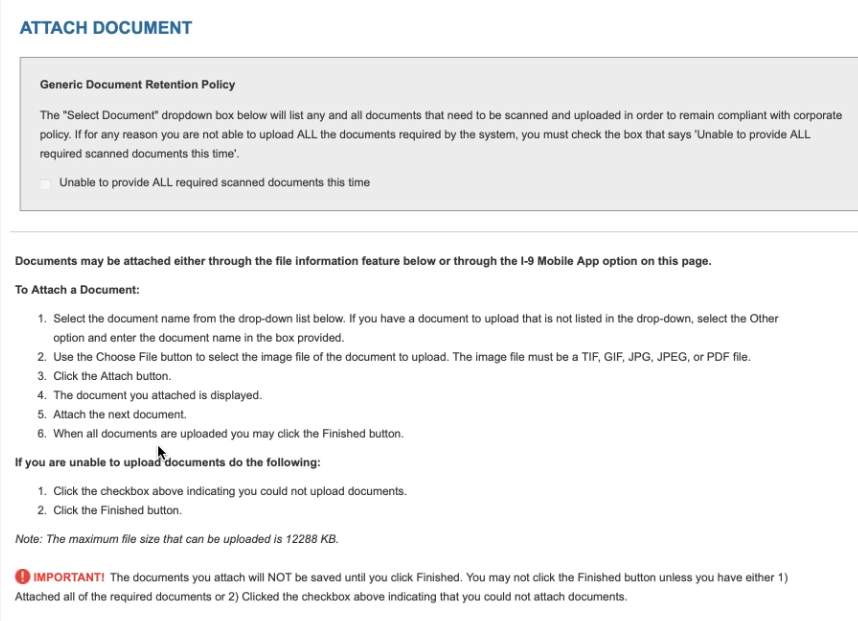 ATTACH DOCUMENT
Generic Document Retention Policy
The "Select Document" dropdown box below will list any and all documents that need to be scanned and uploaded in order to remain compliant with corporate
policy. If for any reason you are not able to upload ALL the documents required by the system, you must check the box that says 'Unable to provide ALL
required scanned documents this time'.
Unable to provide ALL required scanned documents this time
Documents may be attached either through the file information feature below or through the I-9 Mobile App option on this page.
To Attach a Document:
1. Select the document name from the drop-down list below. If you have a document to upload that is not listed in the drop-down, select the Other
option and enter the document name in the box provided.
2. Use the Choose File button to select the image file of the document to upload. The image file must be a TIF, GIF, JPG, JPEG, or PDF file.
3. Click the Attach button.
4. The document you attached is displayed.
5. Attach the next document.
6. When all documents are uploaded you may click the Finished button.
If you are unable to upload documents do the following:
1. Click the checkbox above indicating you could not upload documents.
2. Click the Finished button.
Note: The maximum file size that can be uploaded is 12288 KB.
! IMPORTANT! The documents you attach will NOT be saved until you click Finished. You may not click the Finished button unless you have either 1)
Attached all of the required documents or 2) Clicked the checkbox above indicating that you could not attach documents.